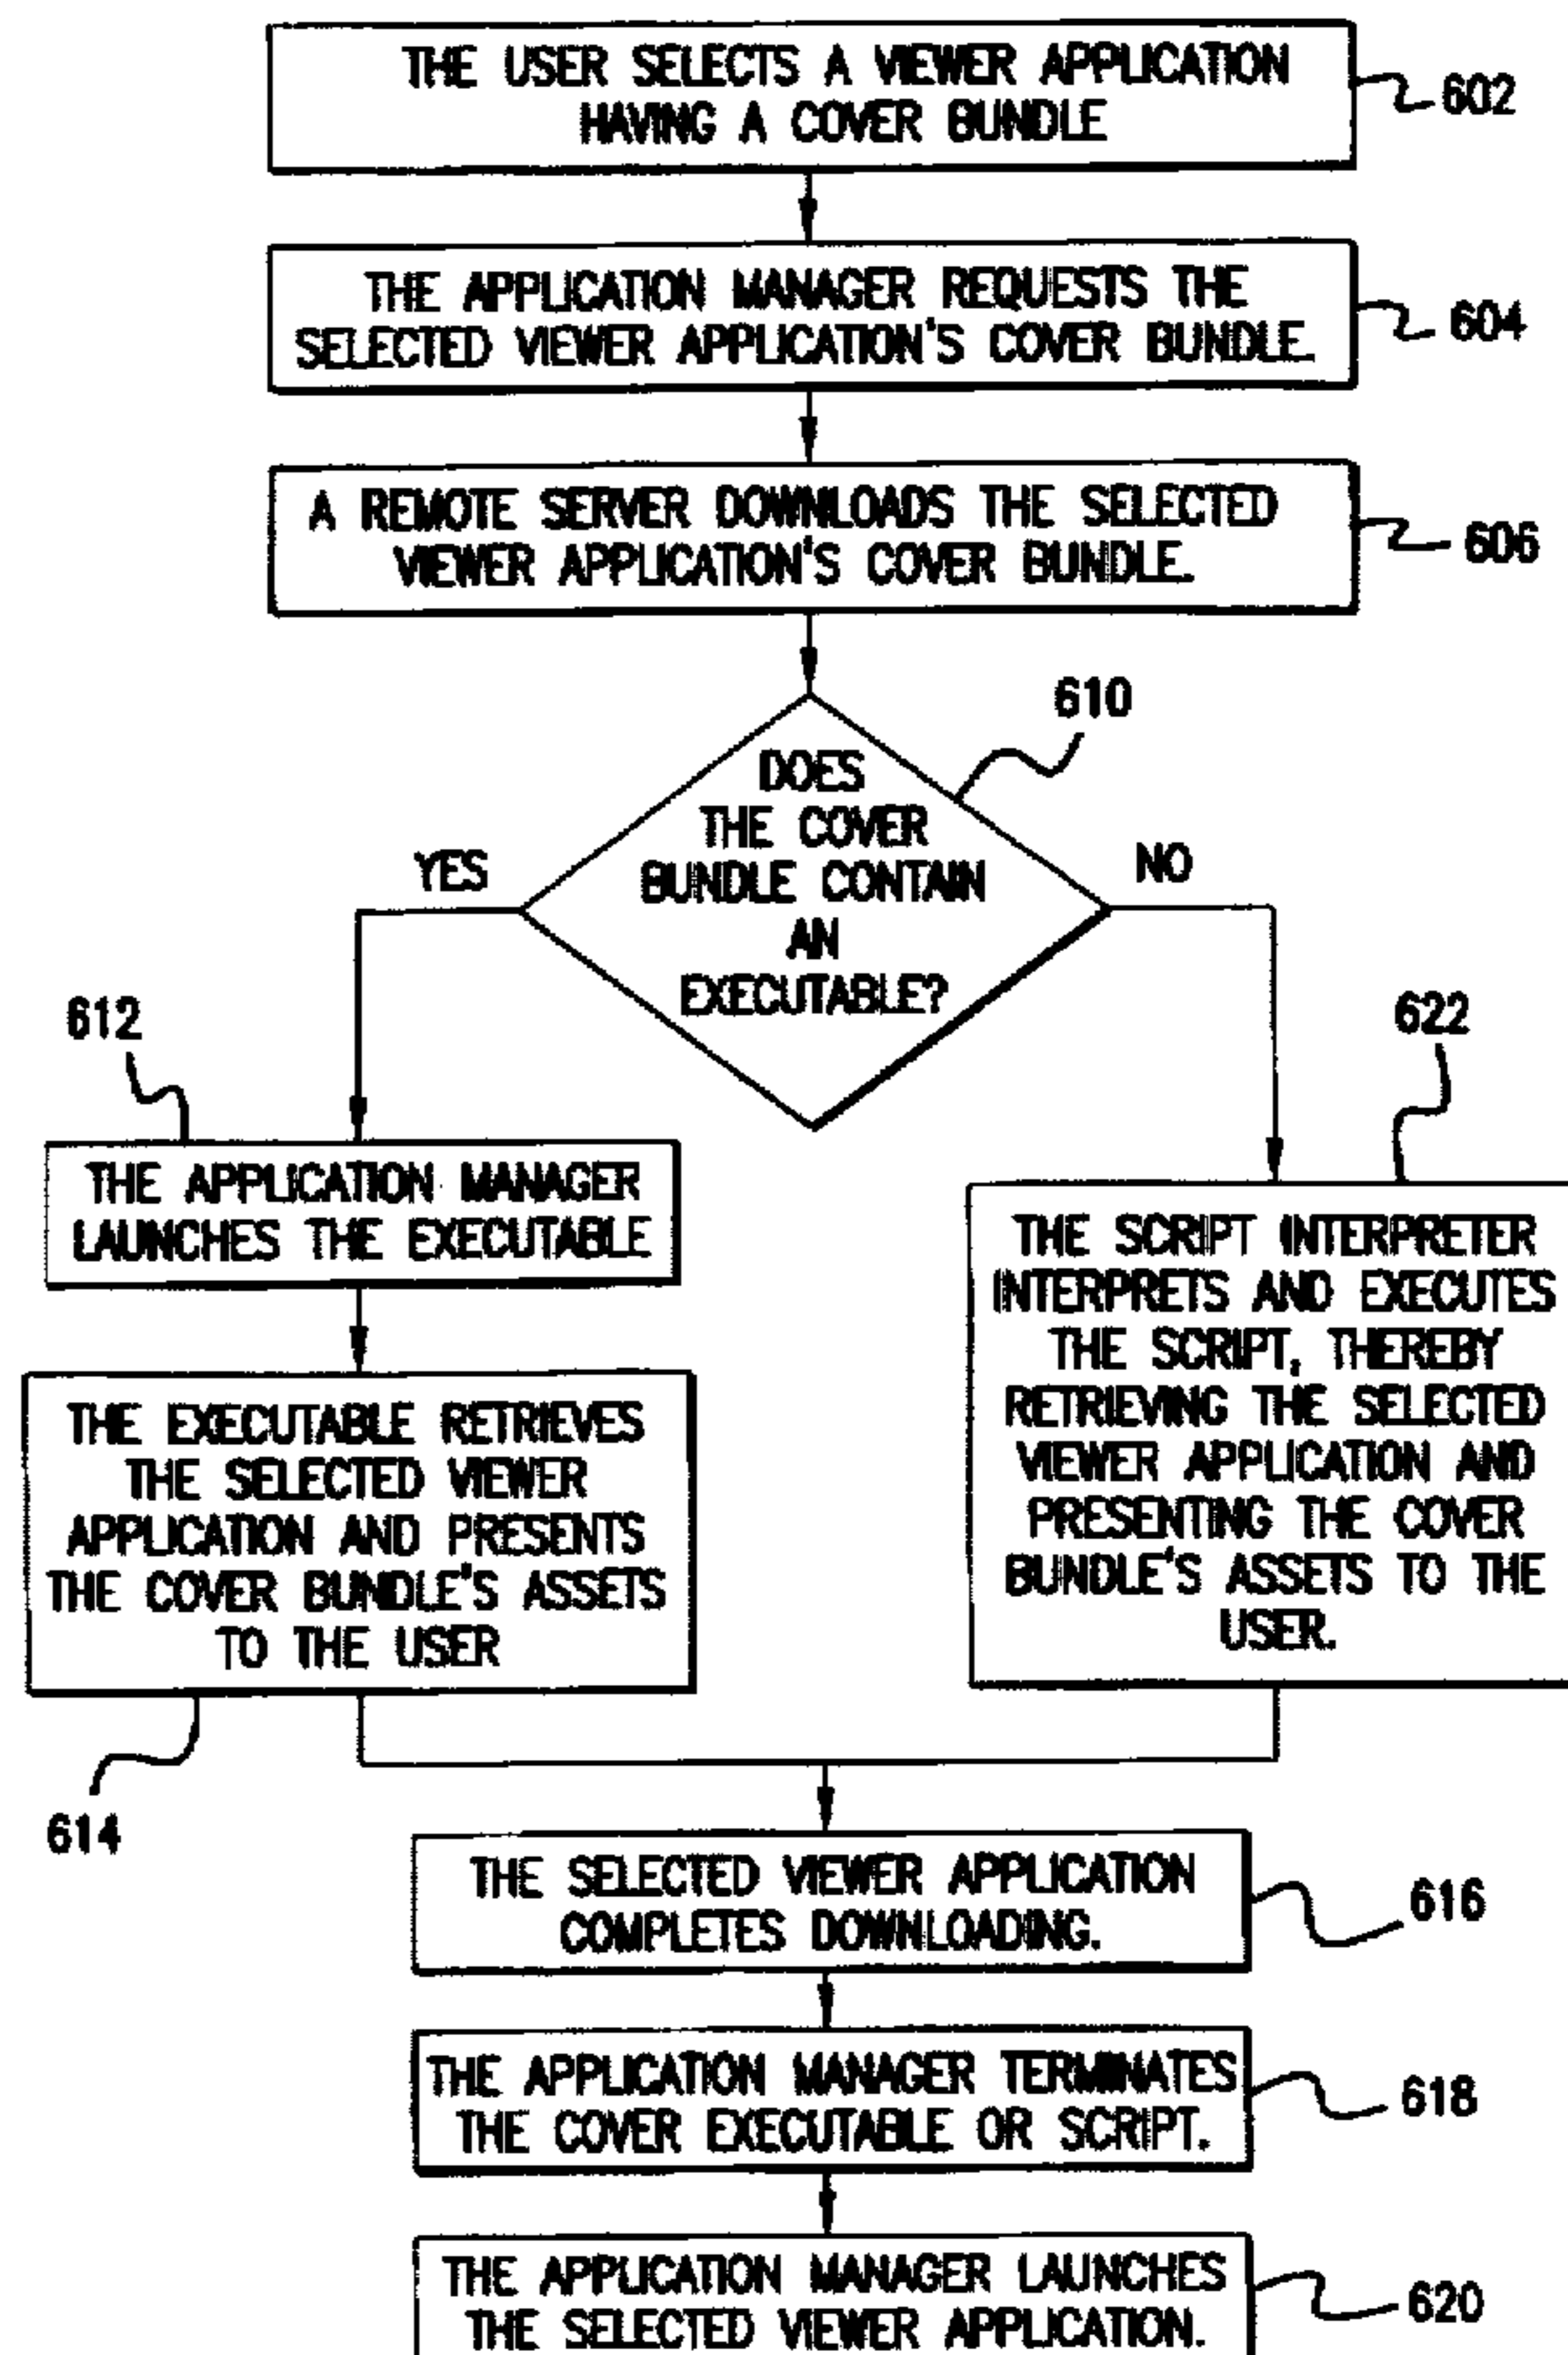 THE USER SELECTS A VIEWER APPLICATION
HAVING A COVER BUNDLE
602
THE APPLICATION MANAGER REQUESTS THE
SELECTED VIEWER APPLICATION'S COVER BUNDLE.
604
A REMOTE SERVER DOWNLOADS THE SELECTED
VIEWER APPLICATION'S COVER BUNDLE.
606
610
DOES
THE COVER
BUNDLE CONTAIN
AN
EXECUTABLE?
YES
NO
612
THE APPLICATION MANAGER
LAUNCHES THE EXECUTABLE
622
THE SCRIPT INTERPRETER
INTERPRETS AND EXECUTES
THE SCRIPT, THEREBY
RETRIEVING THE SELECTED
VIEWER APPLICATION AND
PRESENTING THE COVER
BUNDLE'S ASSETS TO THE
USER.
THE EXECUTABLE RETRIEVES
THE SELECTED VIEWER
APPLICATION AND PRESENTS
THE COVER BUNDLE'S ASSETS
TO THE USER
614
THE SELECTED VIEWER APPLICATION
COMPLETES DOWNLOADING.
616
THE APPLICATION MANAGER TERMINATES
THE COVER EXECUTABLE OR SCRIPT.
618
THE APPLICATION MANAGER LAUNCHES
THE SELECTED VIEWER APPLICATION.
620